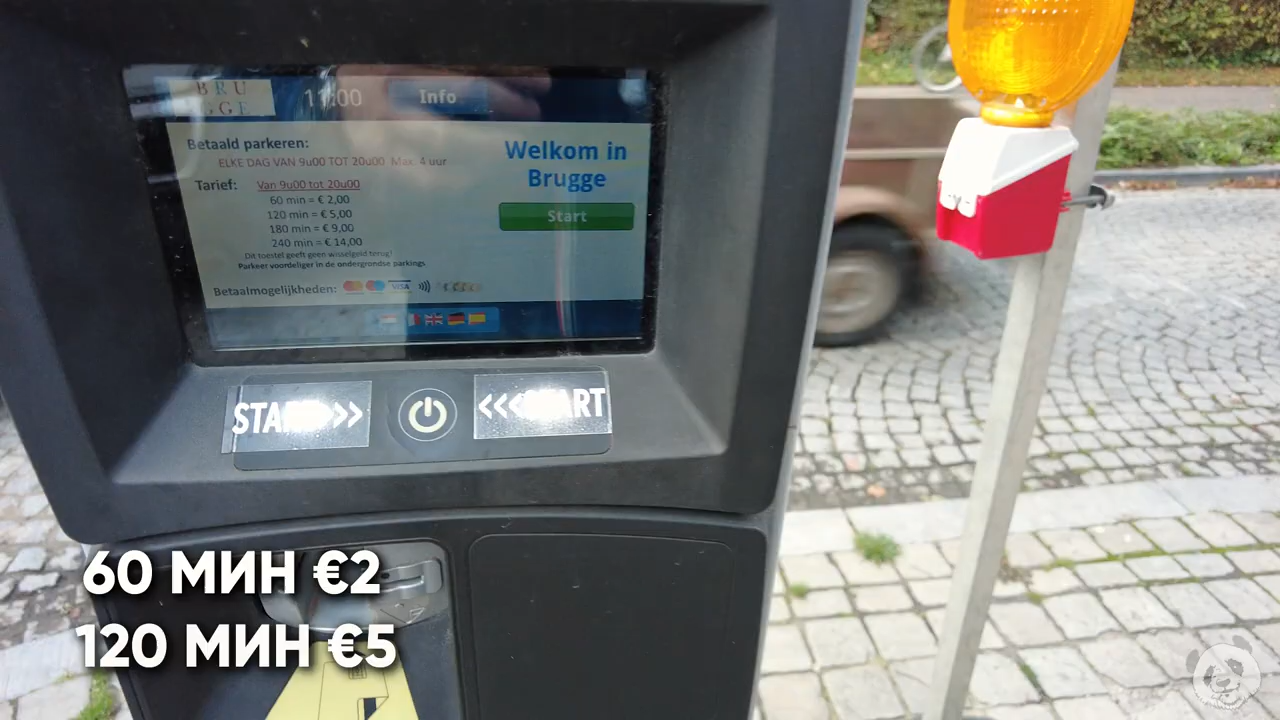 BRU
GGE
11:00
Info
Betaald parkeren:
ELKE DAG VAN 9u00 TOT 20u00 Max. 4 uur
Welkom in
Brugge
Tarief: Van 9u00 tot 20u00
60 min = € 2,00
120 min = € 5,00
180 min = € 9,00
240 min = € 14,00
Start
Dit toestel geeft geen wisselgeld terug!
Parkeer voordeliger in de ondergrondse parkings
Betaalmogelijkheden:
VISA
START >>>
<<<START
60 МИН €2
120 МИН €5